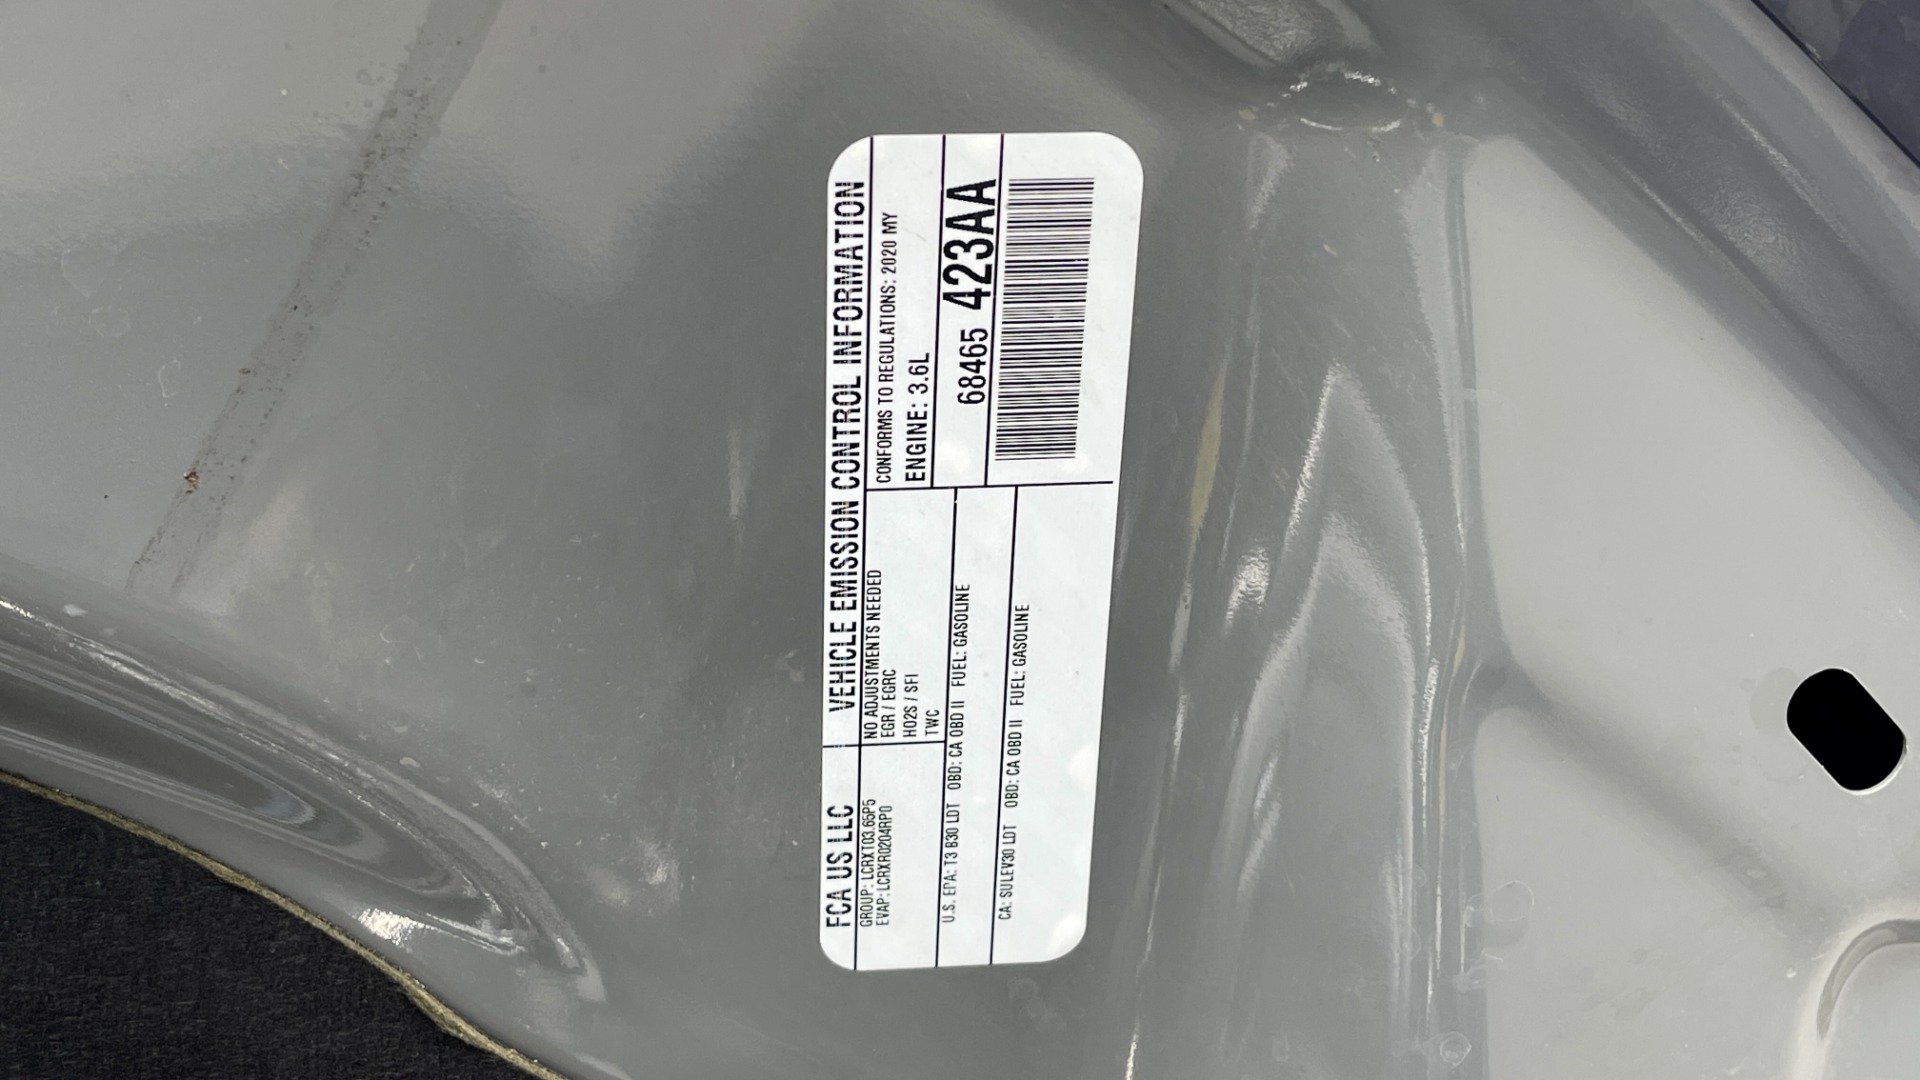 FCA US LLC VEHICLE EMISSION CONTROL INFORMATION
GROUP: LCRXT03.65P5
EVAP: LCRXR0204RP0
NO ADJUSTMENTS NEEDED
EGR / EGRC
HO2S / SFI
TWC
CONFORMS TO REGULATIONS: 2020 MY
ENGINE: 3.6L
U.S. EPA: T3 B30 LDT OBD: CA OBD II FUEL: GASOLINE
CA: SULEV30 LDT OBD: CA OBD II FUEL: GASOLINE
68465 423AA